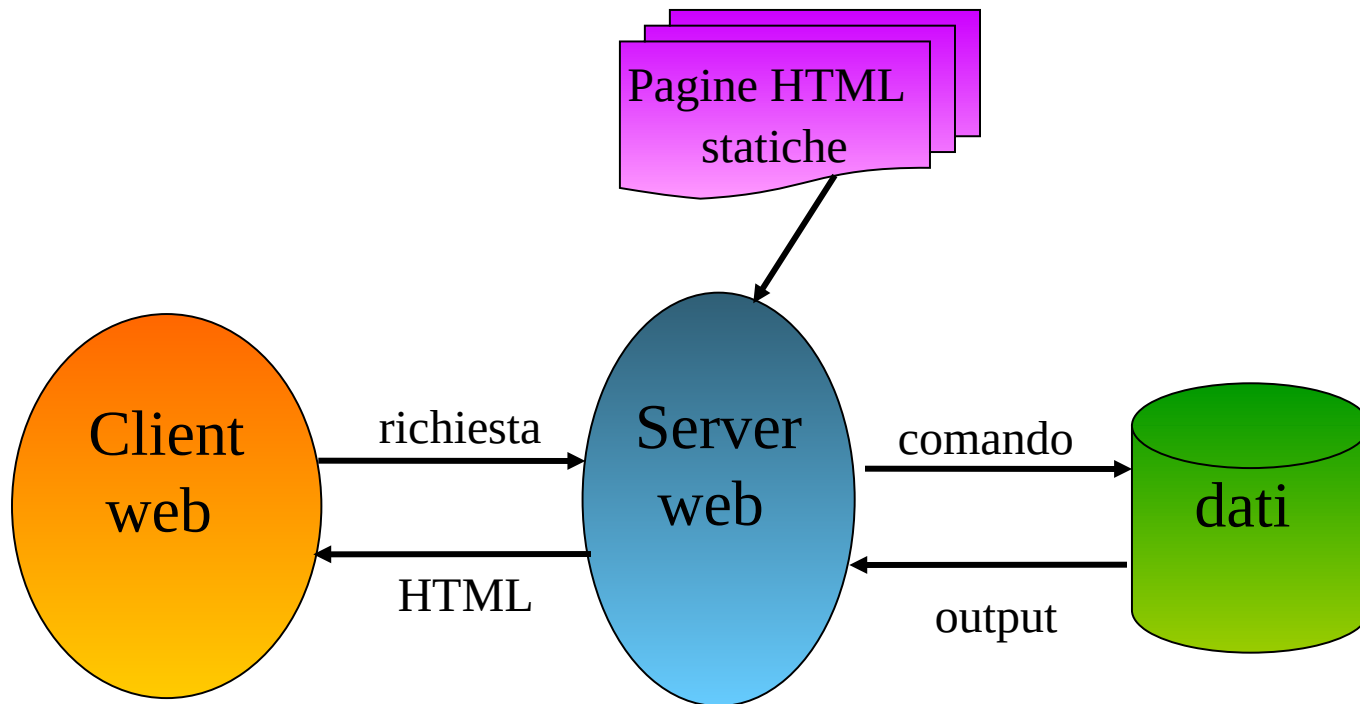 Pagine HTML
statiche
Client
web
richiesta
HTML
Server
web
comando
output
dati